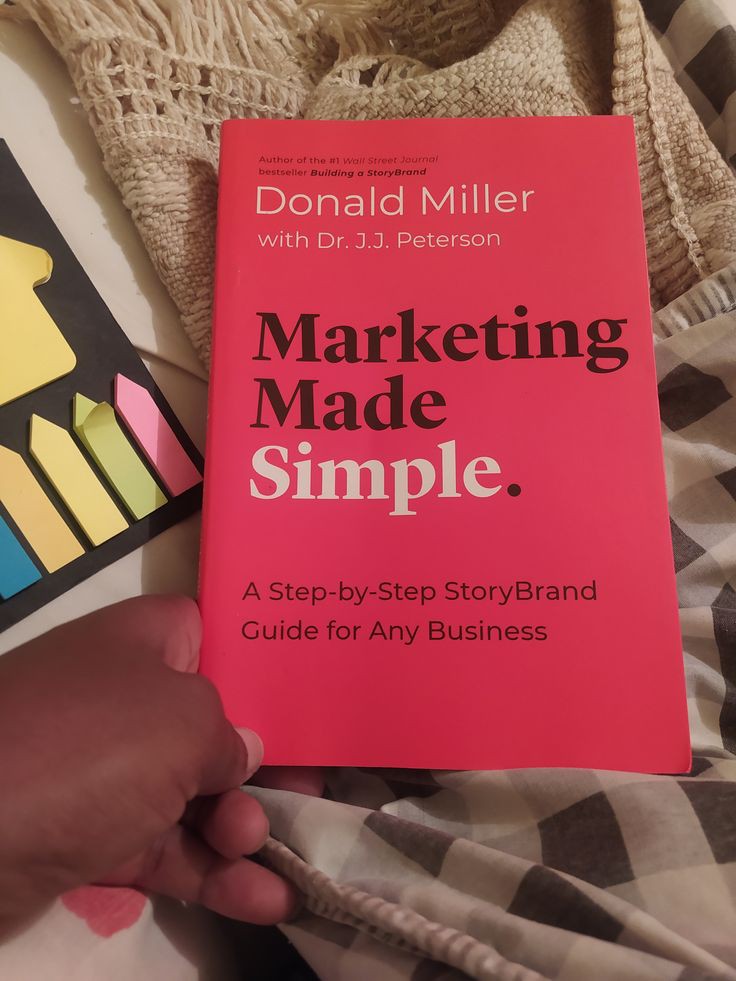 Author of the #1 Wall Street Journal
bestseller Building a StoryBrand
Donald Miller
with Dr. J.J. Peterson
Marketing
Made
Simple.
A Step-by-Step StoryBrand
Guide for Any Business